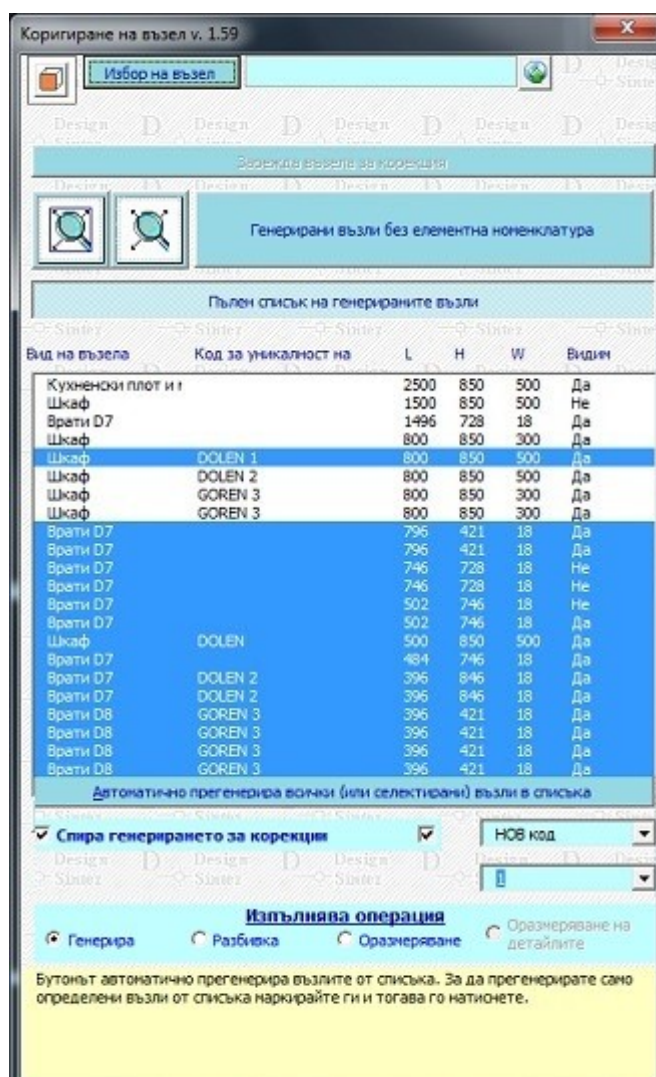 Коригиране на възел v. 1.59
Избор на възел
Зарежда възела за корекция
Генерирани възли без елементна номенклатура
Пълен списък на генерираните възли
Вид на възела Код за уникалност на L H W Видим
Кухненски плот и г 2500 850 500 Да
Шкаф 1500 850 500 Не
Врати D7 1496 728 18 Да
Шкаф 800 850 300 Да
Шкаф DOLEN 1 800 850 500 Да
Шкаф DOLEN 2 800 850 500 Да
Шкаф GOREN 3 800 850 300 Да
Шкаф GOREN 3 800 850 300 Да
Врати D7 796 421 18 Да
Врати D7 796 421 18 Да
Врати D7 746 728 18 Не
Врати D7 746 728 18 Не
Врати D7 502 746 18 Не
Врати D7 502 746 18 Да
Шкаф DOLEN 500 850 500 Да
Врати D7 484 746 18 Да
Врати D7 DOLEN 2 396 846 18 Да
Врати D7 DOLEN 2 396 846 18 Да
Врати D8 GOREN 3 396 421 18 Да
Врати D8 GOREN 3 396 421 18 Да
Врати D8 GOREN 3 396 421 18 Да
Врати D8 GOREN 3 396 421 18 Да
Автоматично прегенерира всички (или селектирани) възли в списъка
Спира генерирането за корекции
НОВ код
1
Изпълнява операция
Генерира Разбивка Оразмеряване Оразмеряване на
детайлите
Бутонът автоматично прегенерира възлите от списъка. За да прегенерирате само
определени възли от списъка маркирайте ги и тогава го натиснете.